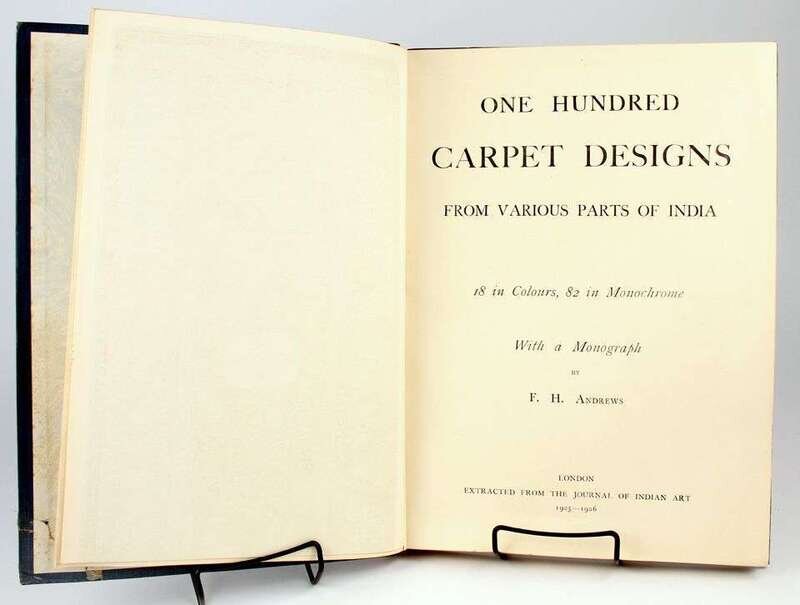 ONE HUNDRED
CARPET DESIGNS
FROM VARIOUS PARTS OF INDIA
18 in Colours, 82 in Monochrome
With a Monograph
BY
F. H. ANDREWS
LONDON
EXTRACTED FROM THE JOURNAL OF INDIAN ART
1905—1906